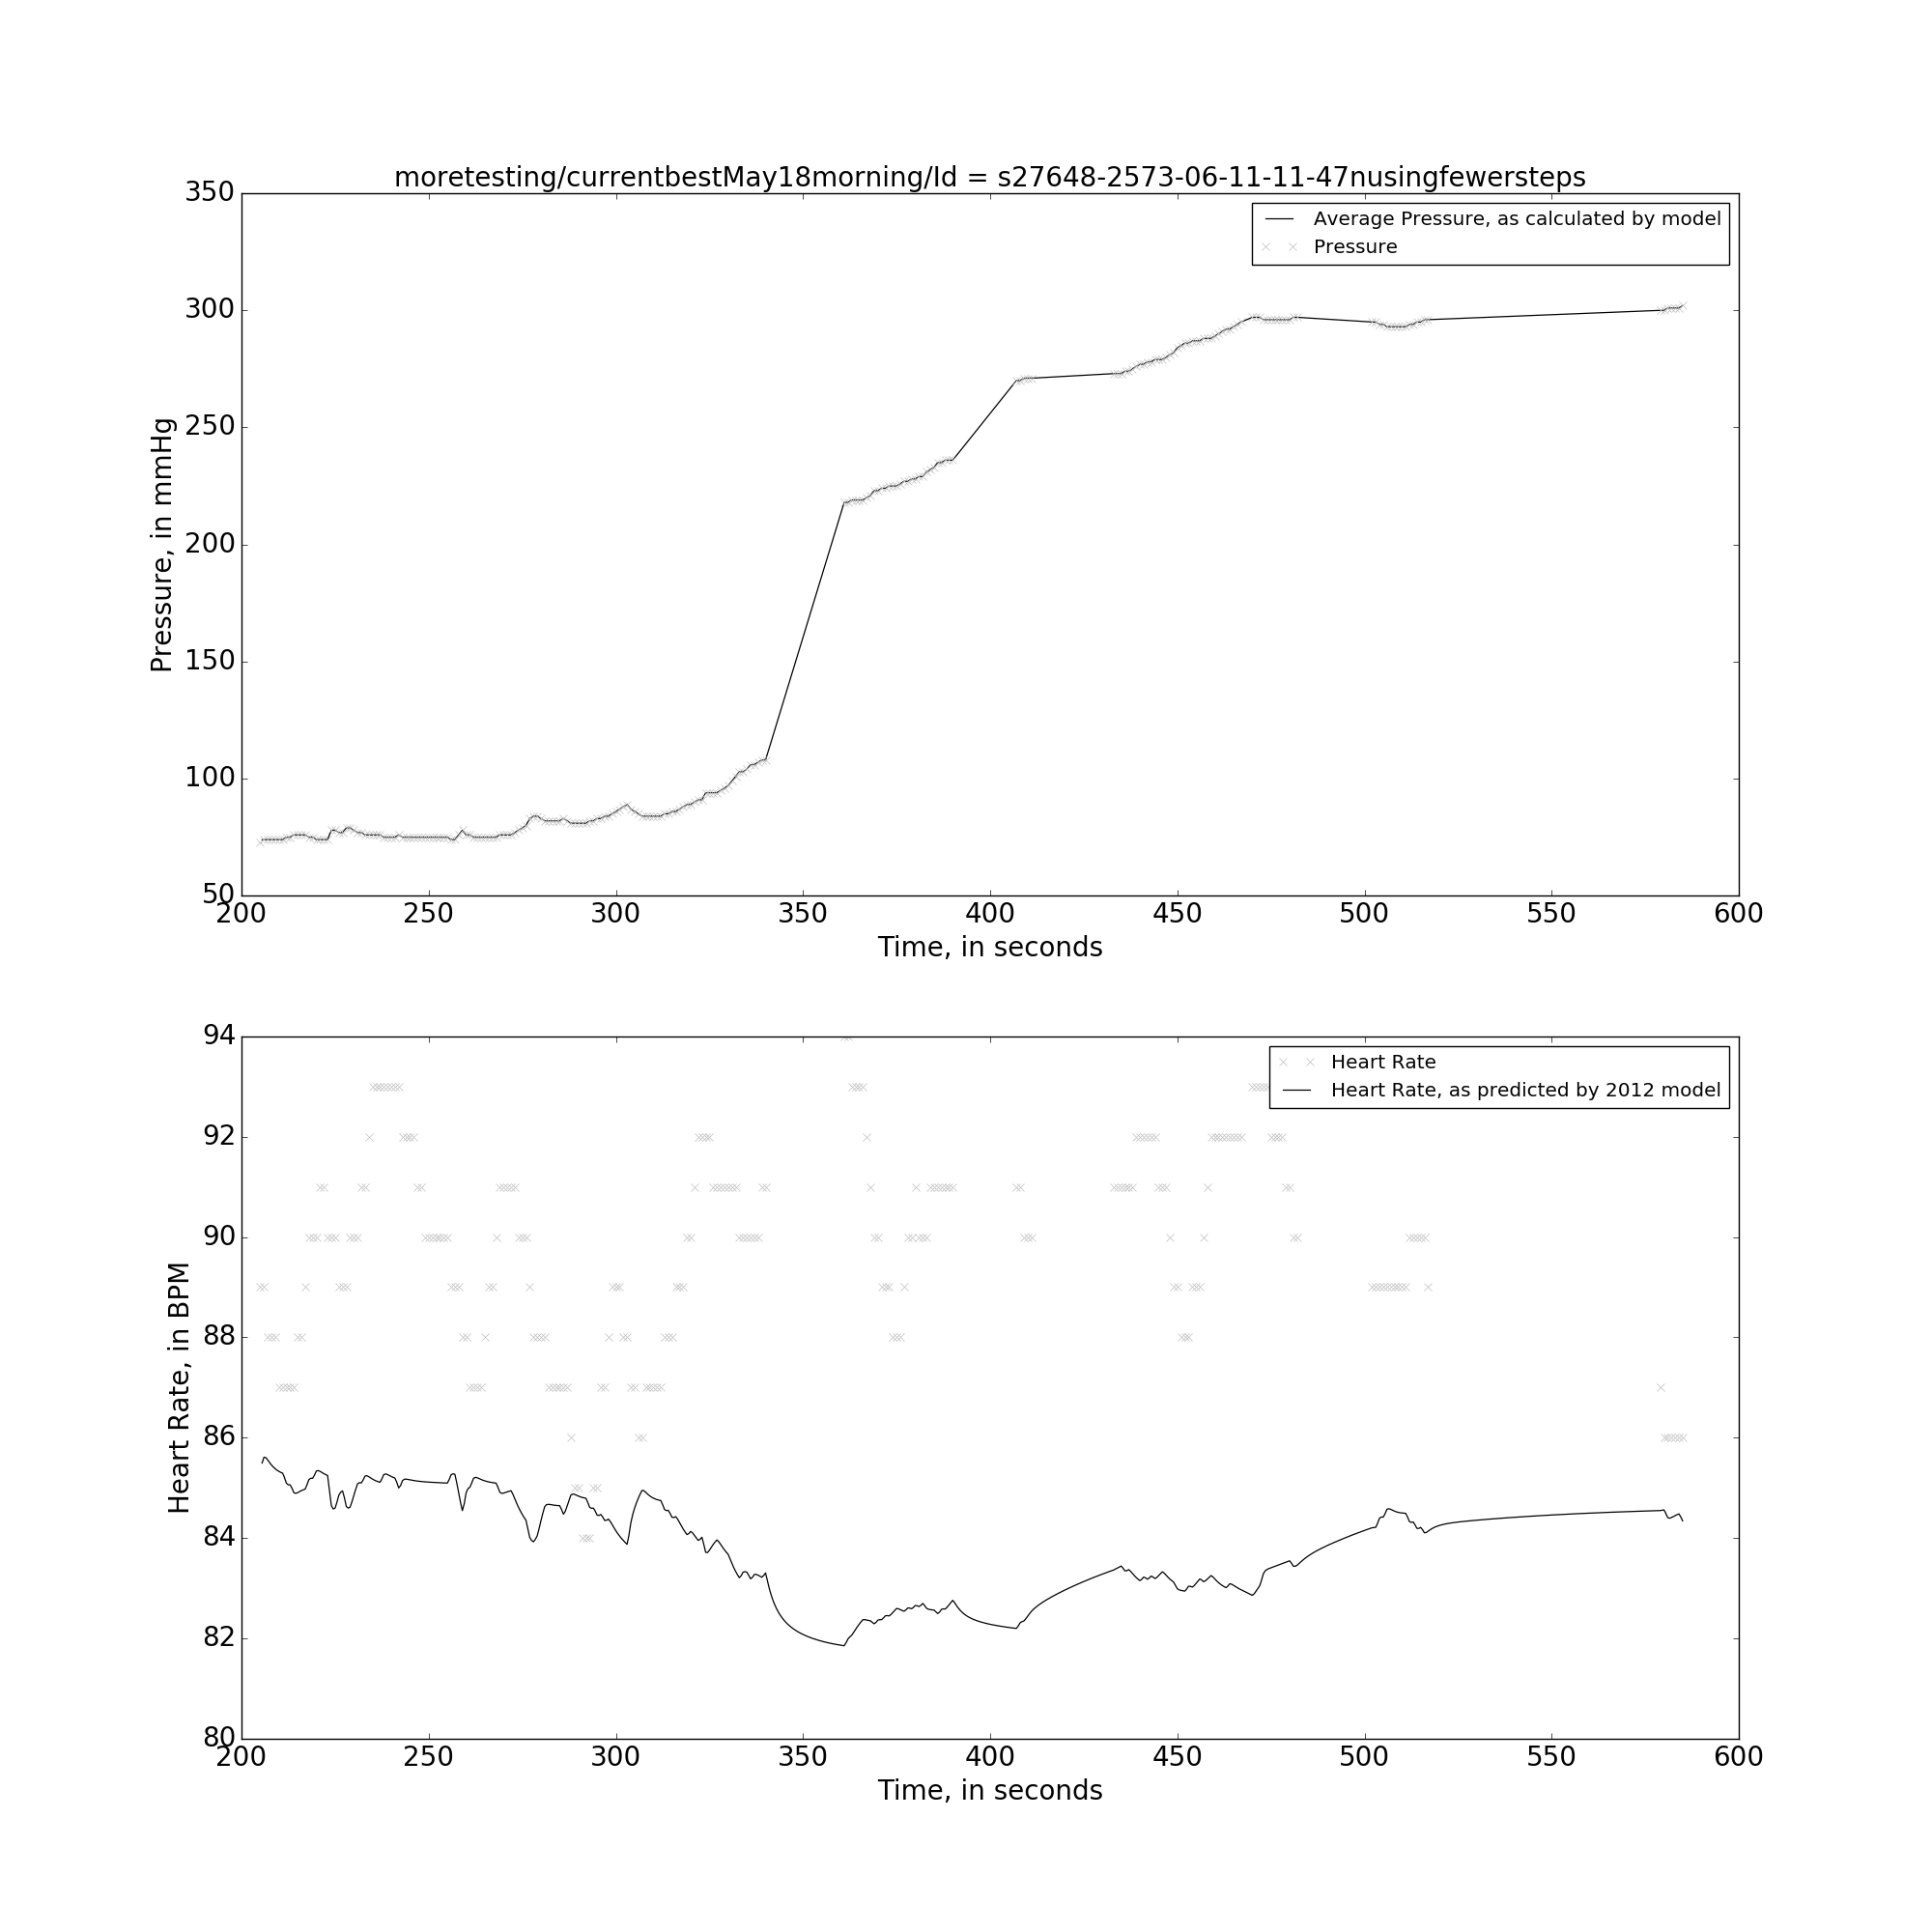 moretesting/currentbestMay18morning/Id = s27648-2573-06-11-11-47nusingfewersteps
350
300
250
200
150
100
50
Pressure, in mmHg
Average Pressure, as calculated by model
Pressure
200 250 300 350 400 450 500 550 600
Time, in seconds
94
92
90
88
86
84
82
80
Heart Rate, in BPM
Heart Rate
Heart Rate, as predicted by 2012 model
200 250 300 350 400 450 500 550 600
Time, in seconds